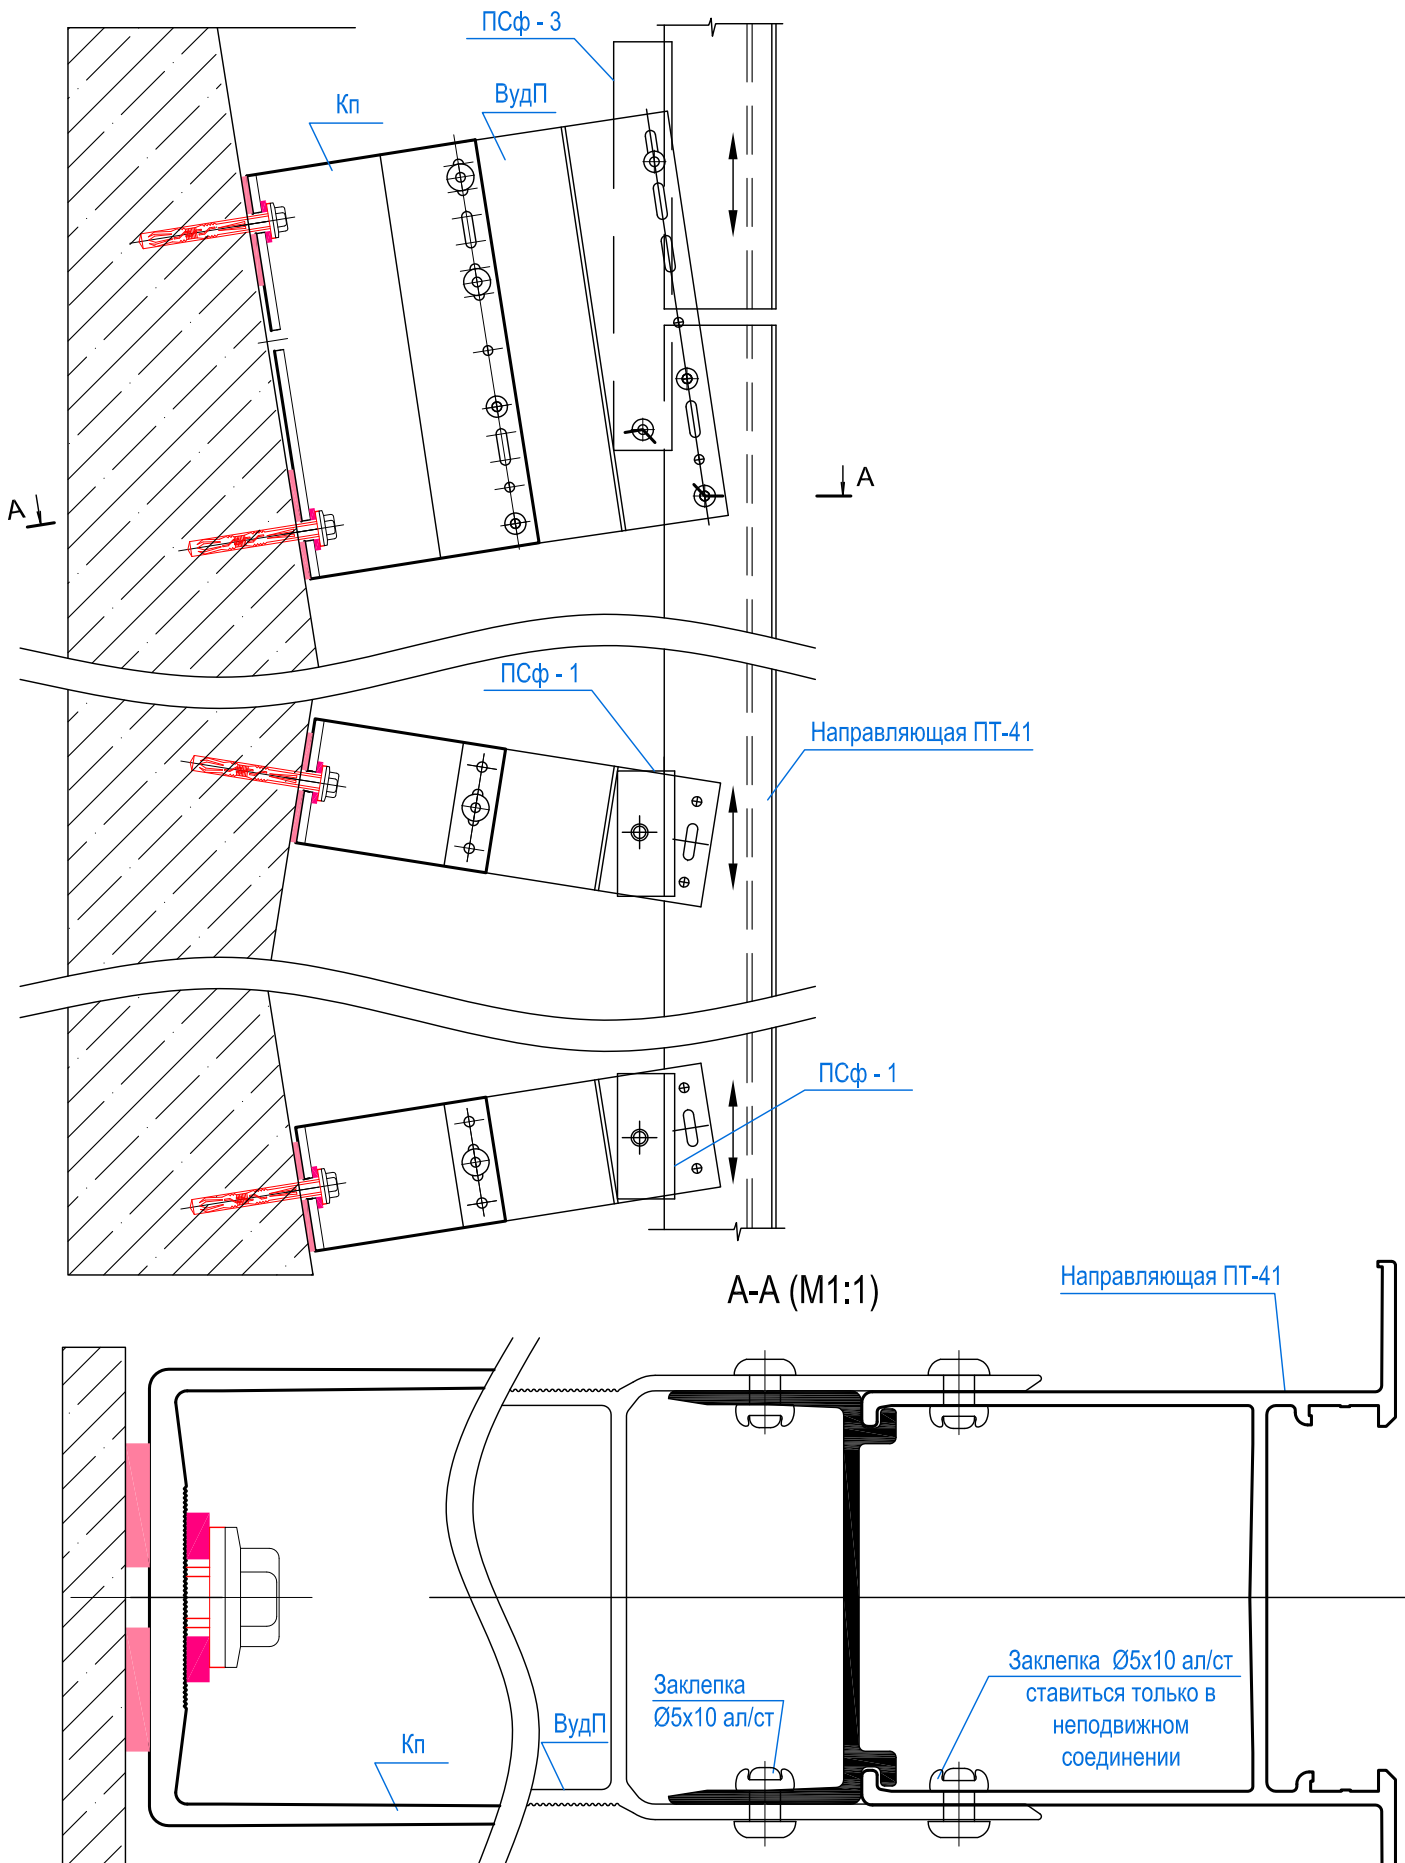 ПСф - 3
ВудП
Кп
А
А
ПСф - 1
Направляющая ПТ-41
ПСф - 1
А-А (М1:1)
Направляющая ПТ-41
Заклепка
Ø5х10 ал/ст
Заклепка Ø5х10 ал/ст
ставиться только в
неподвижном
соединении
ВудП
Кп